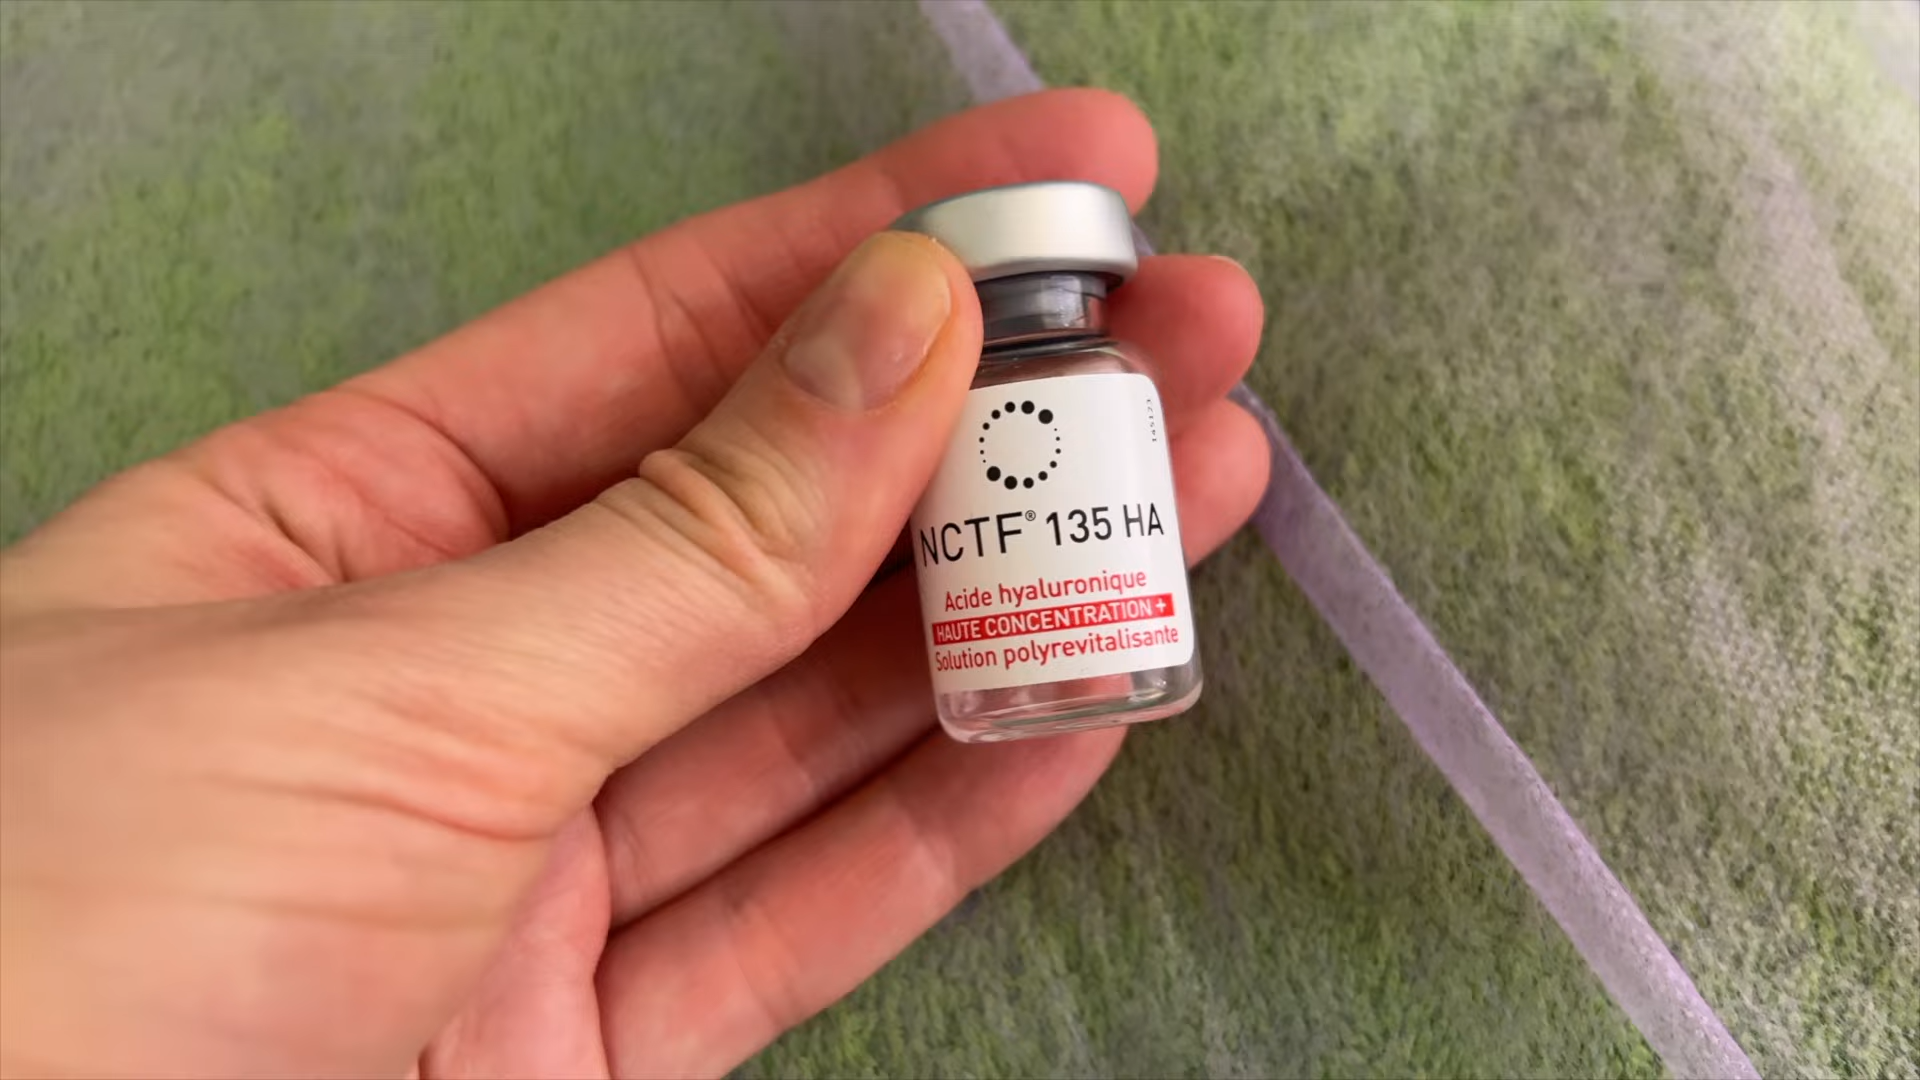 NCTF® 135 HA
Acide hyaluronique
HAUTE CONCENTRATION +
Solution polyrevitalisante